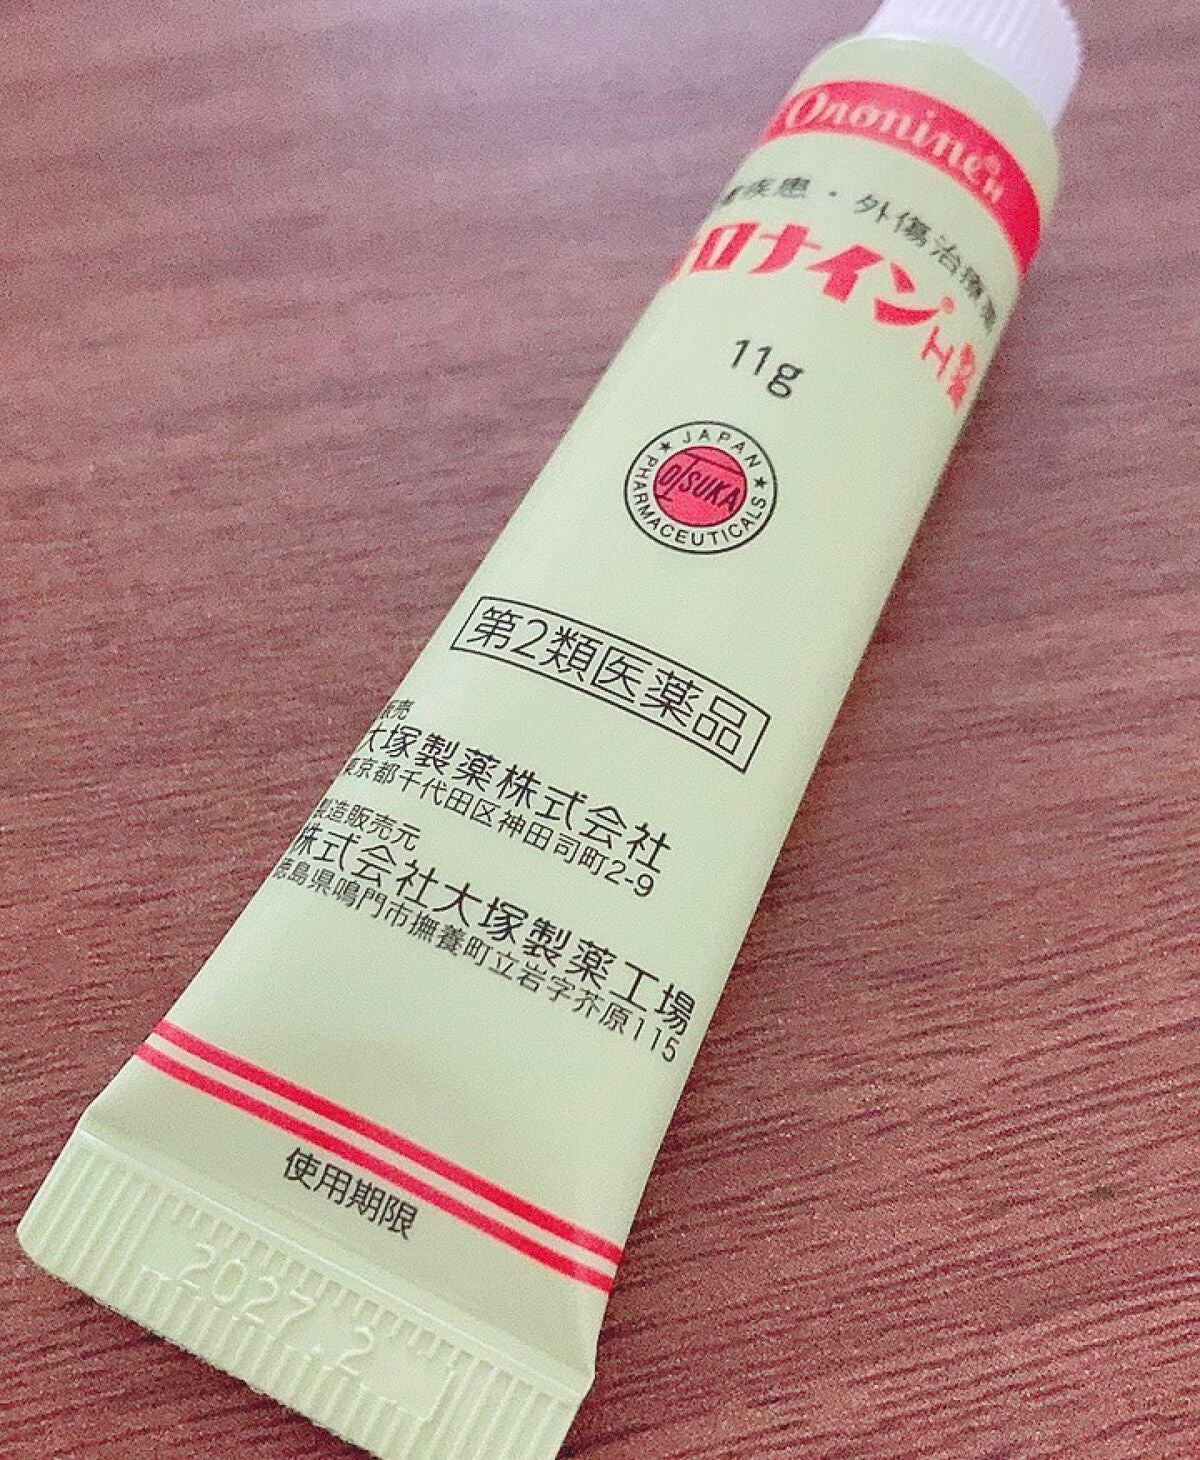 Oronine® H
疾患・外傷治療薬
オロナイン® H軟膏
11g
JAPAN
OTSUKA
PHARMACEUTICALS
第2類医薬品
販売
大塚製薬株式会社
東京都千代田区神田司町2-9
製造販売元
株式会社大塚製薬工場
徳島県鳴門市撫養町立岩字芥原115
使用期限
2027.2